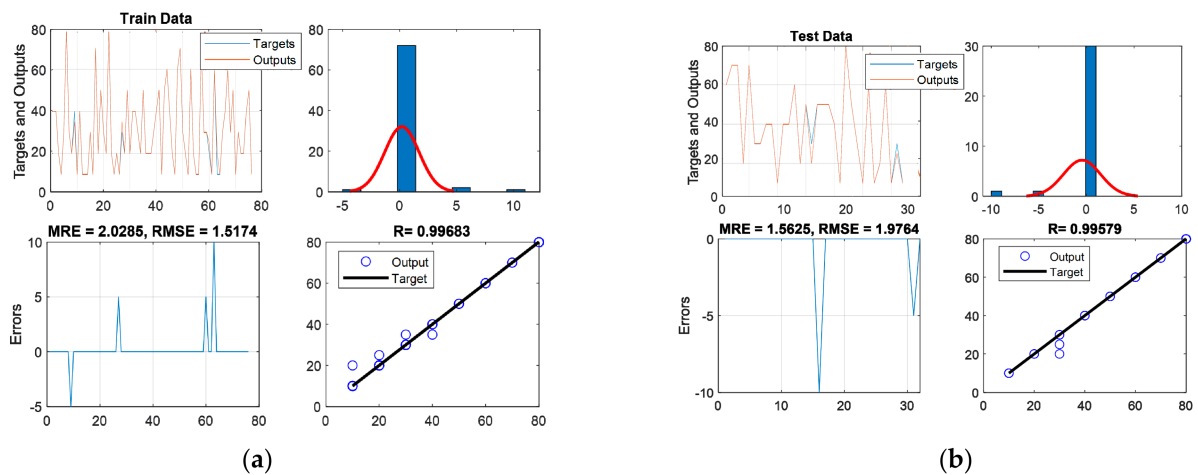 Train Data
Targets and Outputs
80
60
40
20
0
0 20 40 60 80
Targets
Outputs
80
60
40
20
0
-5 0 5 10
MRE = 2.0285, RMSE = 1.5174
Errors
10
5
0
-5
0 20 40 60 80
R= 0.99683
80
60
40
20
0
0 20 40 60 80
Output
Target
(a)
Test Data
Targets and Outputs
80
60
40
20
0
0 10 20 30
Targets
Outputs
30
25
20
15
10
5
0
-10 -5 0 5 10
MRE = 1.5625, RMSE = 1.9764
Errors
0
-5
-10
0 10 20 30
R= 0.99579
80
60
40
20
0
0 20 40 60 80
Output
Target
(b)